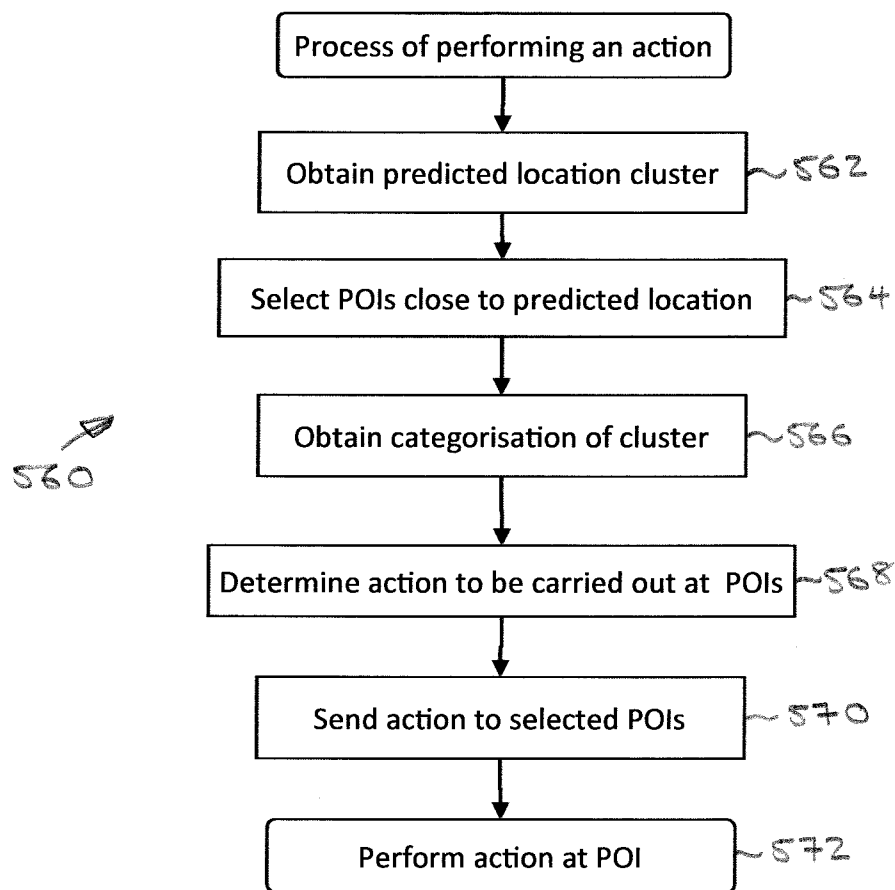 Process of performing an action
Obtain predicted location cluster 562
Select POIs close to predicted location 564
Obtain categorisation of cluster 566
560
Determine action to be carried out at POIs 568
Send action to selected POIs 570
Perform action at POI 572